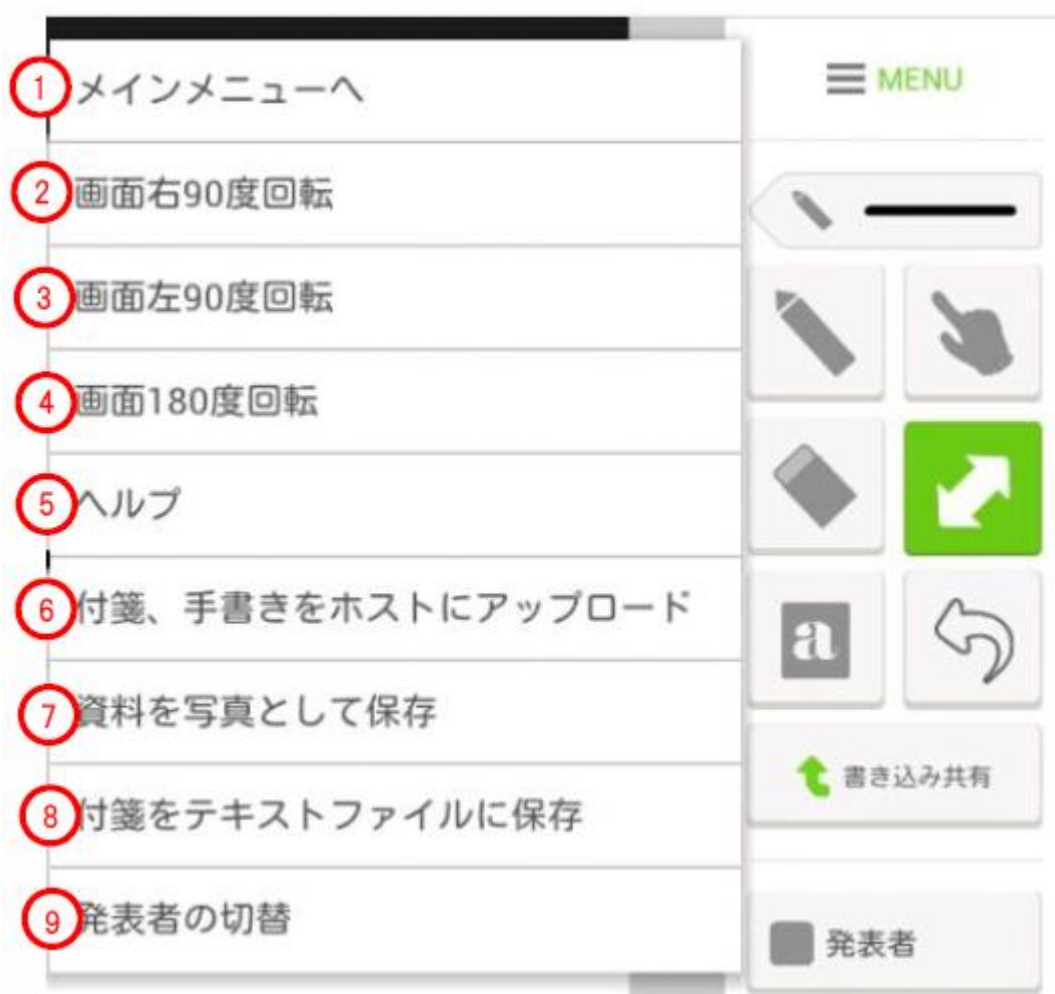 1 メインメニューへ
2 画面右90度回転
3 画面左90度回転
4 画面180度回転
5 ヘルプ
6 付箋、手書きをホストにアップロード
7 資料を写真として保存
8 付箋をテキストファイルに保存
9 発表者の切替
MENU
a
書き込み共有
発表者